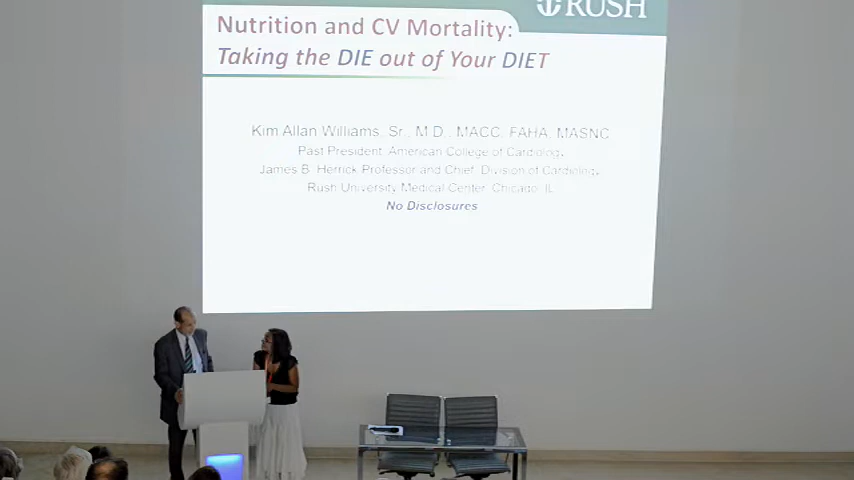 RUSH
Nutrition and CV Mortality:
Taking the DIE out of Your DIET
Kim Allan Williams, Sr., M.D., MACC, FAHA, MASNC
Past President, American College of Cardiology,
James B. Herrick Professor and Chief, Division of Cardiology,
Rush University Medical Center, Chicago, IL
No Disclosures